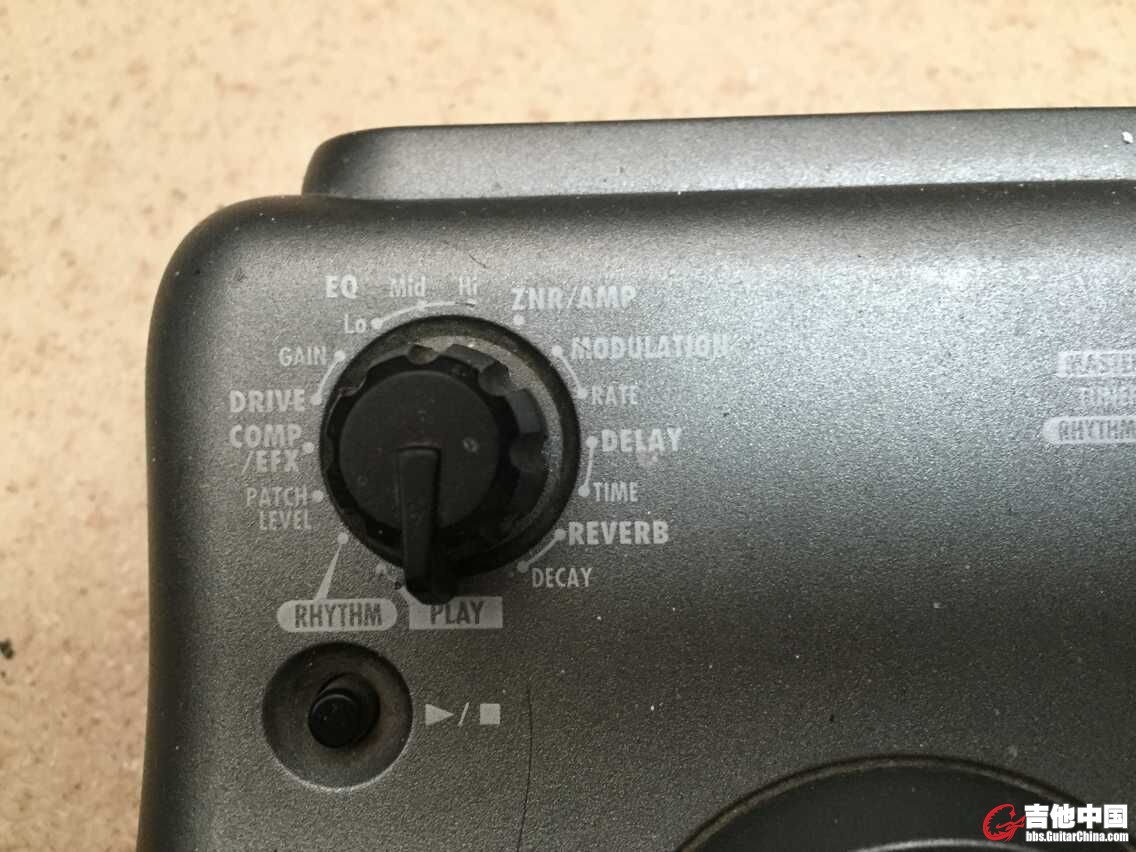 EQ
Mid
Hi
Lo
ZNR/AMP
GAIN
MODULATION
DRIVE
RATE
COMP
/EFX
DELAY
PATCH
LEVEL
TIME
REVERB
DECAY
RHYTHM
PLAY
▶/■
MASTER
TUNER
RHYTHM
吉他中国
bbs.GuitarChina.com